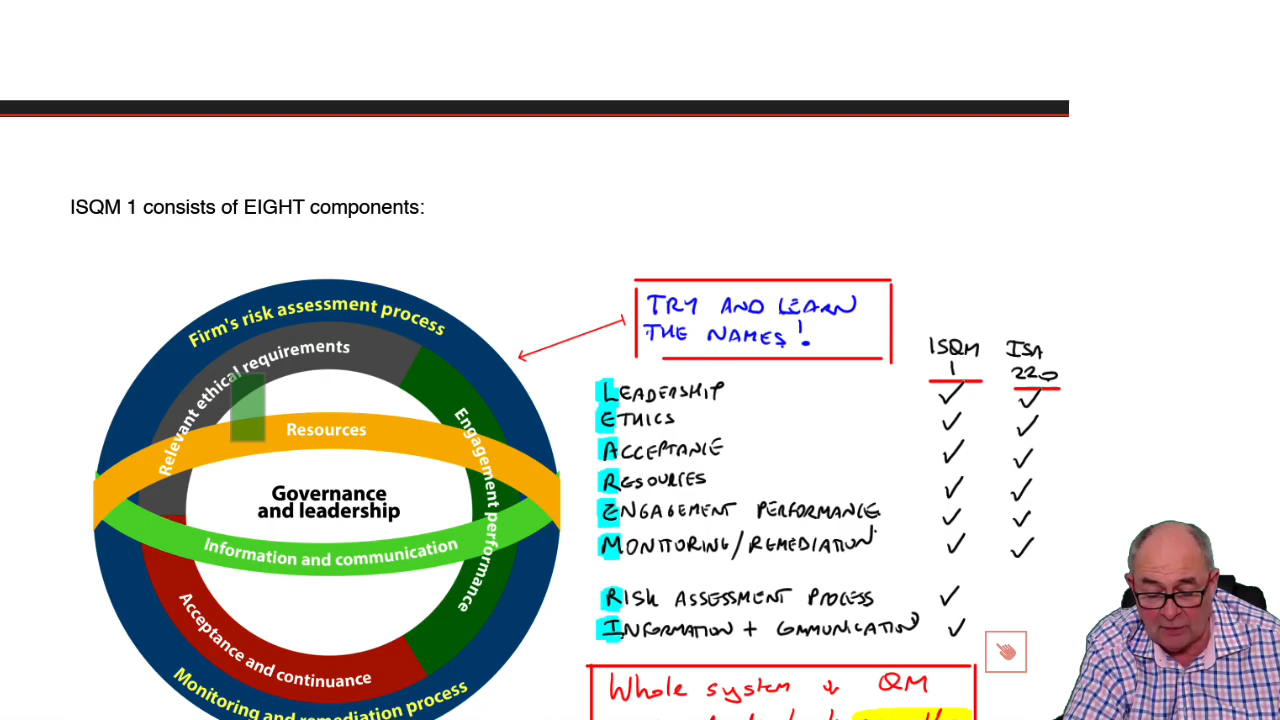 ISQM 1 consists of EIGHT components:
Firm's risk assessment process
Relevant ethical requirements
Resources
Governance
and leadership
Engagement performance
Information and communication
Acceptance and continuance
Monitoring and remediation process
TRY AND LEARN
THE NAMES!
ISQM
1
ISA
220
LEADERSHIP ✓ ✓
ETHICS ✓ ✓
ACCEPTANCE ✓ ✓
RESOURCES ✓ ✓
ENGAGEMENT PERFORMANCE ✓ ✓
MONITORING/REMEDIATION ✓ ✓
RISK ASSESSMENT PROCESS ✓
INFORMATION + COMMUNICATION ✓
Whole system QM